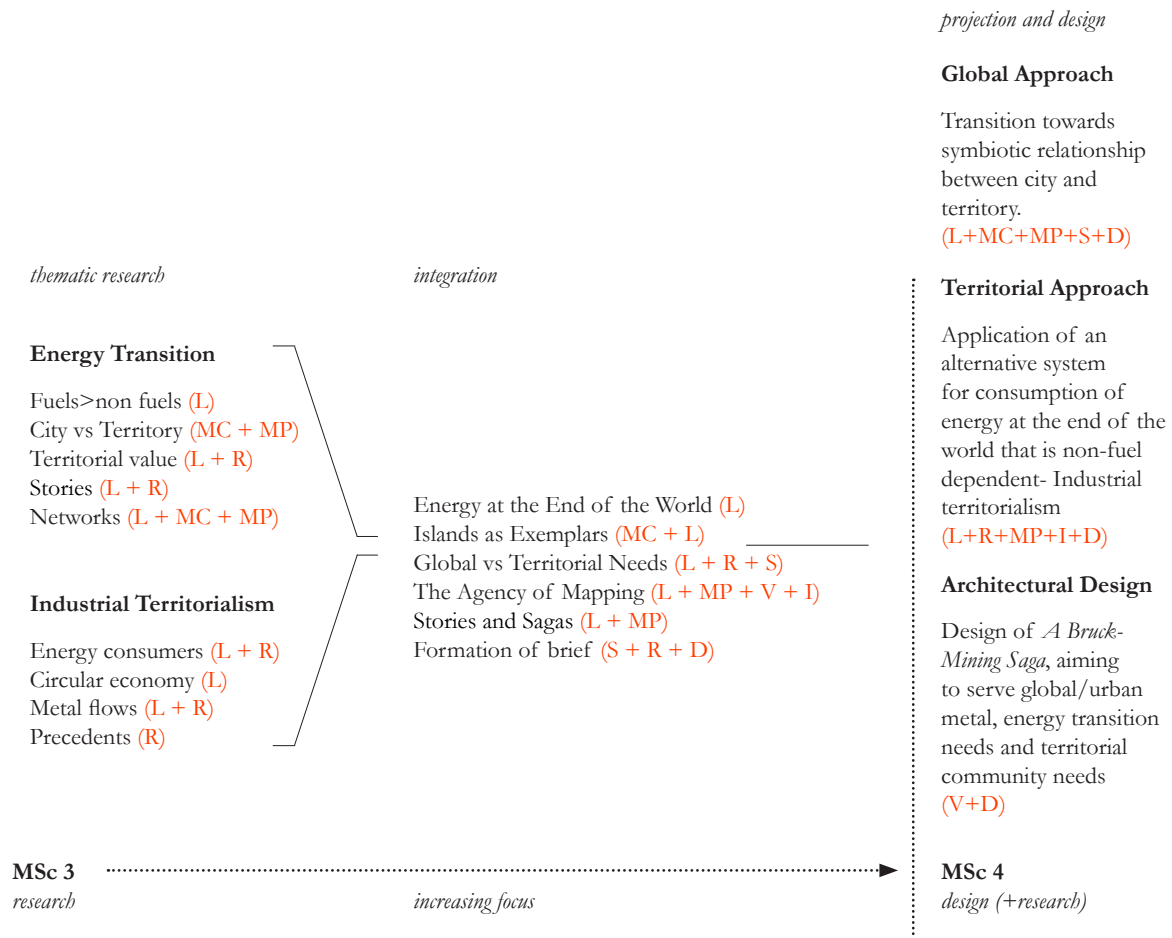 projection and design
Global Approach
Transition towards
symbiotic relationship
between city and
territory.
(L+MC+MP+S+D)
thematic research
Energy Transition
Fuels>non fuels (L)
City vs Territory (MC + MP)
Territorial value (L + R)
Stories (L + R)
Networks (L + MC + MP)
Industrial Territorialism
Energy consumers (L + R)
Circular economy (L)
Metal flows (L + R)
Precedents (R)
integration
Energy at the End of the World (L)
Islands as Exemplars (MC + L)
Global vs Territorial Needs (L + R + S)
The Agency of Mapping (L + MP + V + I)
Stories and Sagas (L + MP)
Formation of brief (S + R + D)
Territorial Approach
Application of an
alternative system
for consumption of
energy at the end of the
world that is non-fuel
dependent- Industrial
territorialism
(L+R+MP+I+D)
Architectural Design
Design of A Bruck-
Mining Saga, aiming
to serve global/urban
metal, energy transition
needs and territorial
community needs
(V+D)
MSc 3
research
increasing focus
MSc 4
design (+research)